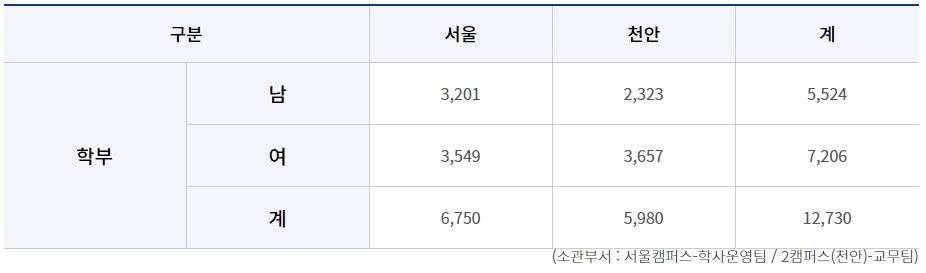 구분 서울 천안 계
학부 남 3,201 2,323 5,524
여 3,549 3,657 7,206
계 6,750 5,980 12,730
(소관부서 : 서울캠퍼스-학사운영팀 / 2캠퍼스(천안)-교무팀)